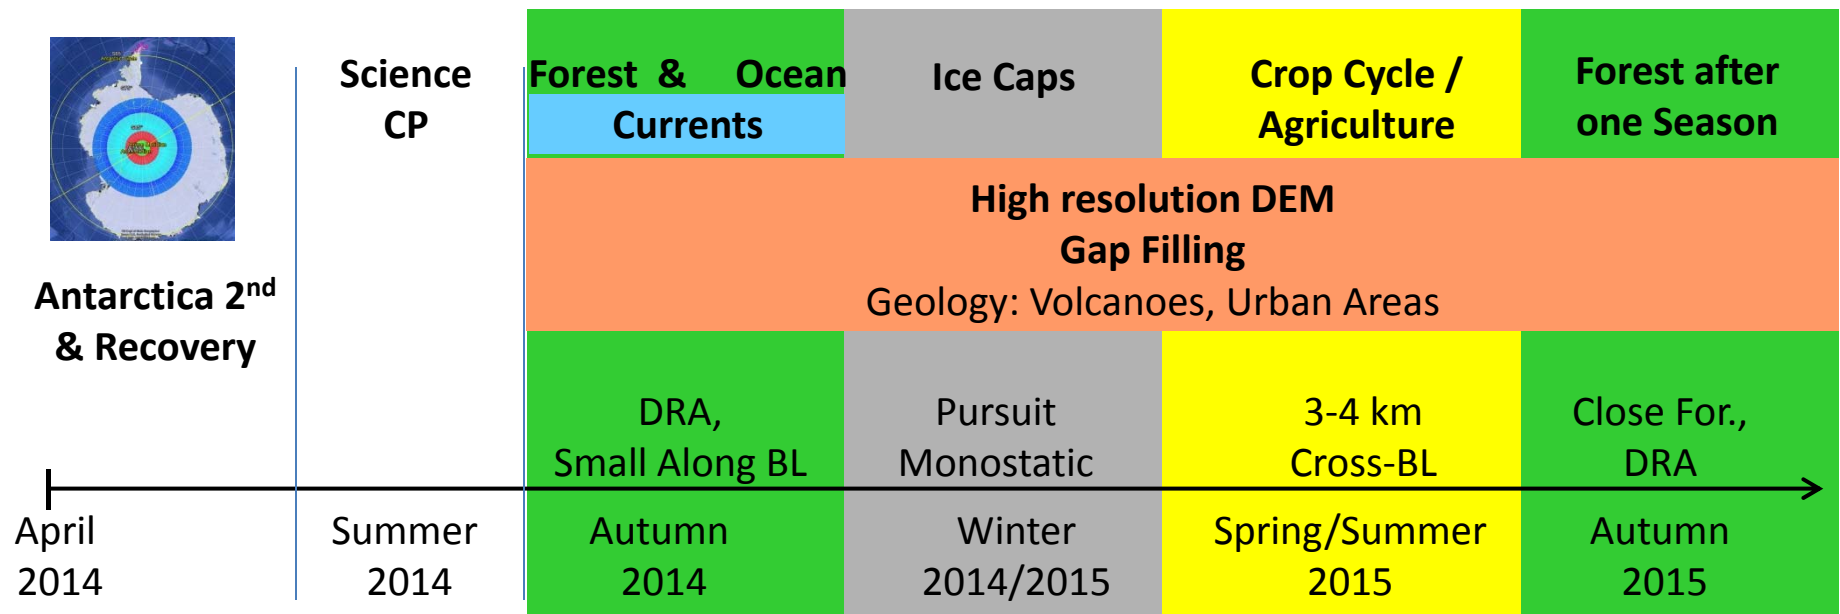 Antarctica 2nd
& Recovery
Science
CP
Forest & Ocean
Currents
Ice Caps
Crop Cycle /
Agriculture
Forest after
one Season
High resolution DEM
Gap Filling
Geology: Volcanoes, Urban Areas
DRA,
Small Along BL
Pursuit
Monostatic
3-4 km
Cross-BL
Close For.,
DRA
April
2014
Summer
2014
Autumn
2014
Winter
2014/2015
Spring/Summer
2015
Autumn
2015